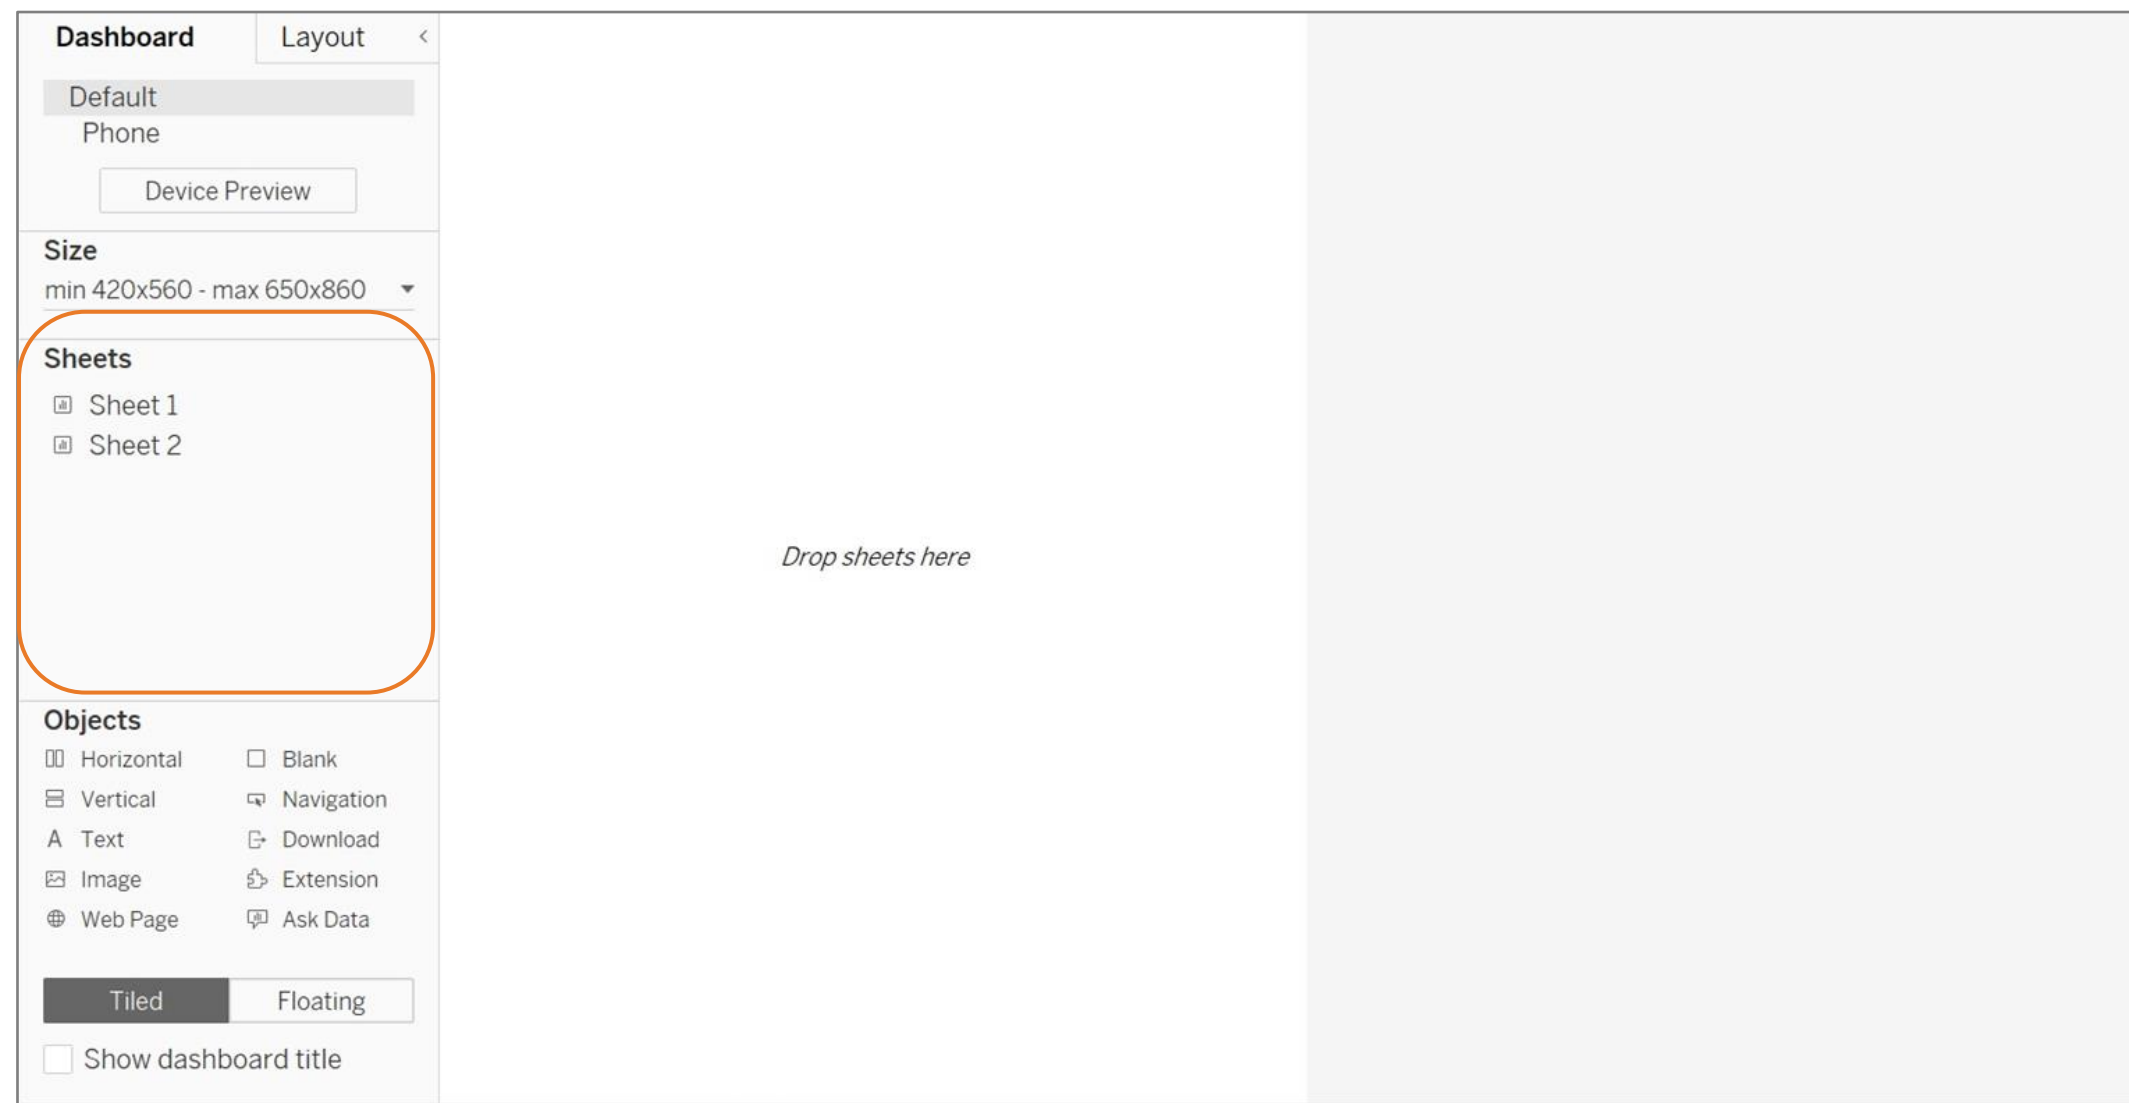 Dashboard Layout <
Default
Phone
Device Preview
Size
min 420x560 - max 650x860
Sheets
Sheet 1
Sheet 2
Drop sheets here
Objects
Horizontal Blank
Vertical Navigation
A Text Download
Image Extension
Web Page Ask Data
Tiled Floating
Show dashboard title